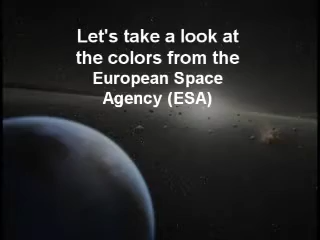 Let's take a look at
the colors from the
European Space
Agency (ESA)